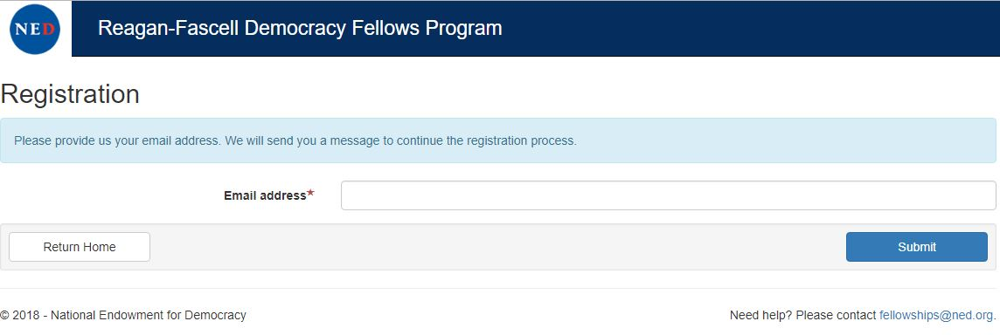 NED
Reagan-Fascell Democracy Fellows Program
Registration
Please provide us your email address. We will send you a message to continue the registration process.
Email address*
Return Home
Submit
© 2018 - National Endowment for Democracy
Need help? Please contact fellowships@ned.org.